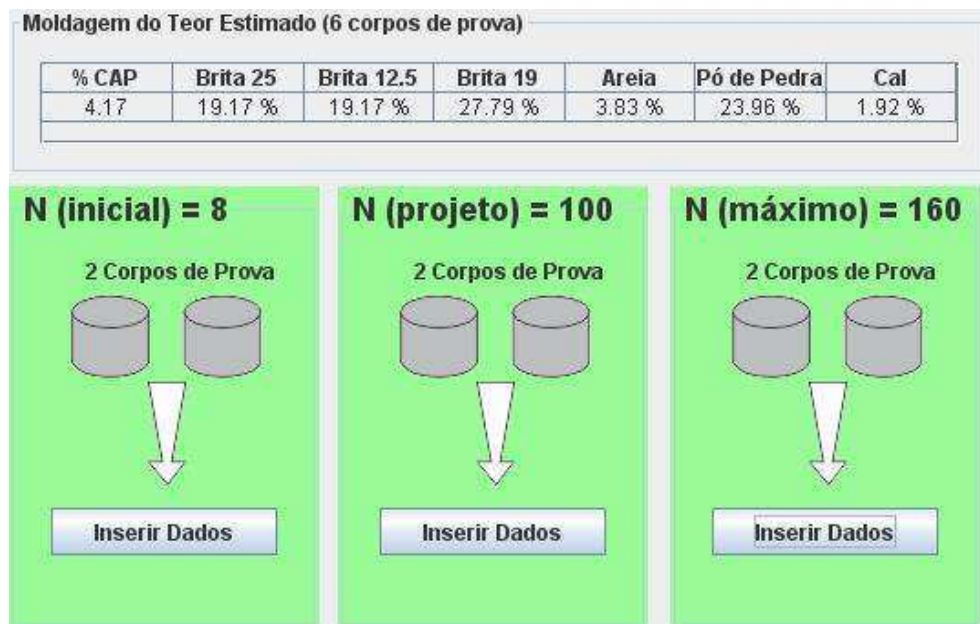 Moldagem do Teor Estimado (6 corpos de prova)
% CAP Brita 25 Brita 12.5 Brita 19 Areia Pó de Pedra Cal
4.17 19.17 % 19.17 % 27.79 % 3.83 % 23.96 % 1.92 %
N (inicial) = 8 N (projeto) = 100 N (máximo) = 160
2 Corpos de Prova 2 Corpos de Prova 2 Corpos de Prova
Inserir Dados Inserir Dados Inserir Dados